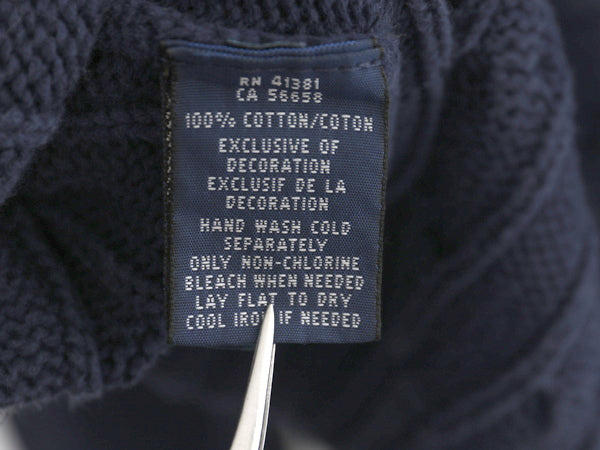 RN 41381
CA 56658
100% COTTON/COTON
EXCLUSIVE OF
DECORATION
EXCLUSIF DE LA
DECORATION
HAND WASH COLD
SEPARATELY
ONLY NON-CHLORINE
BLEACH WHEN NEEDED
LAY FLAT TO DRY
COOL IRON IF NEEDED